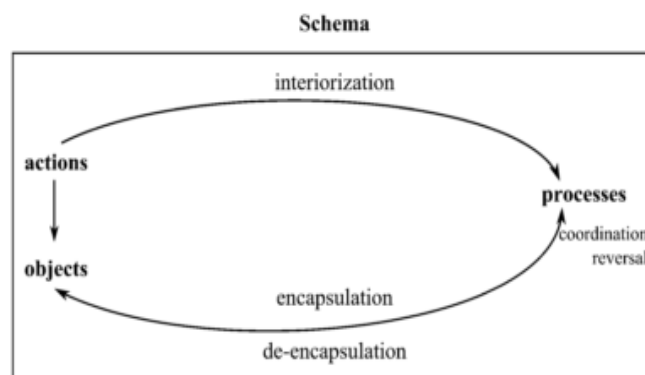 Schema
interiorization
actions
processes
coordination
reversal
objects
encapsulation
de-encapsulation